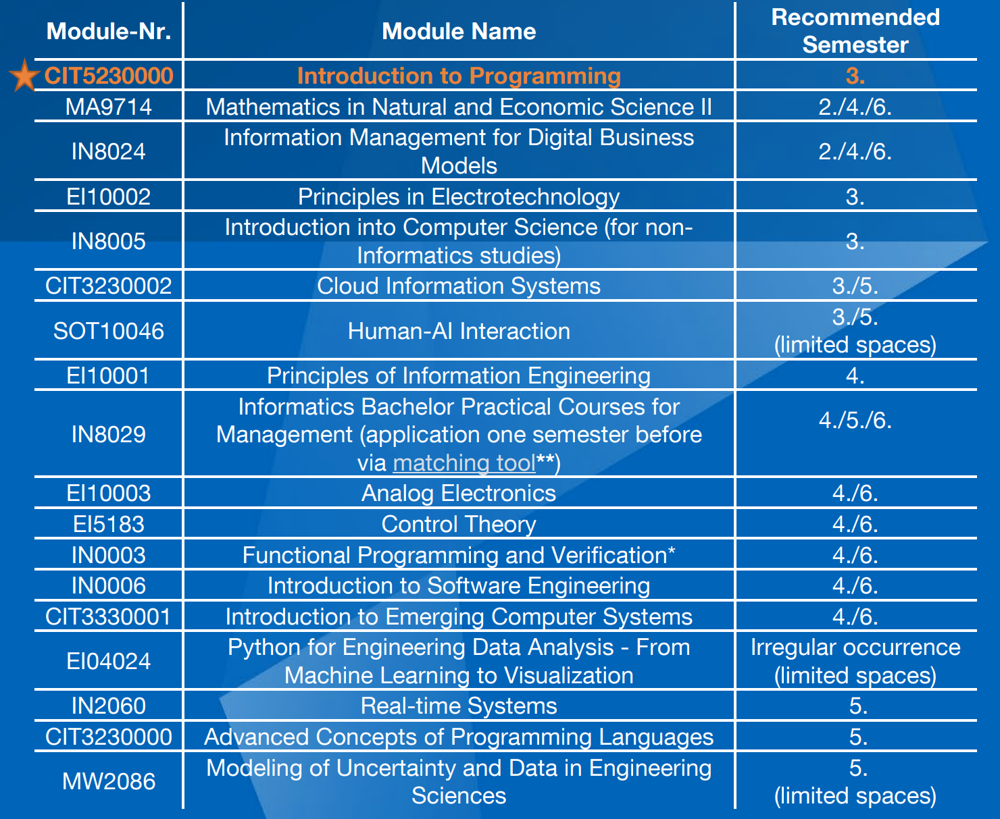 Module-Nr. Module Name Recommended
Semester
CIT5230000 Introduction to Programming 3.
MA9714 Mathematics in Natural and Economic Science II 2./4./6.
IN8024 Information Management for Digital Business
Models 2./4./6.
EI10002 Principles in Electrotechnology 3.
IN8005 Introduction into Computer Science (for non-
Informatics studies) 3.
CIT3230002 Cloud Information Systems 3./5.
SOT10046 Human-AI Interaction 3./5.
(limited spaces)
EI10001 Principles of Information Engineering 4.
IN8029 Informatics Bachelor Practical Courses for
Management (application one semester before
via matching tool**) 4./5./6.
EI10003 Analog Electronics 4./6.
EI5183 Control Theory 4./6.
IN0003 Functional Programming and Verification* 4./6.
IN0006 Introduction to Software Engineering 4./6.
CIT3330001 Introduction to Emerging Computer Systems 4./6.
EI04024 Python for Engineering Data Analysis - From
Machine Learning to Visualization Irregular occurrence
(limited spaces)
IN2060 Real-time Systems 5.
CIT3230000 Advanced Concepts of Programming Languages 5.
MW2086 Modeling of Uncertainty and Data in Engineering
Sciences 5.
(limited spaces)